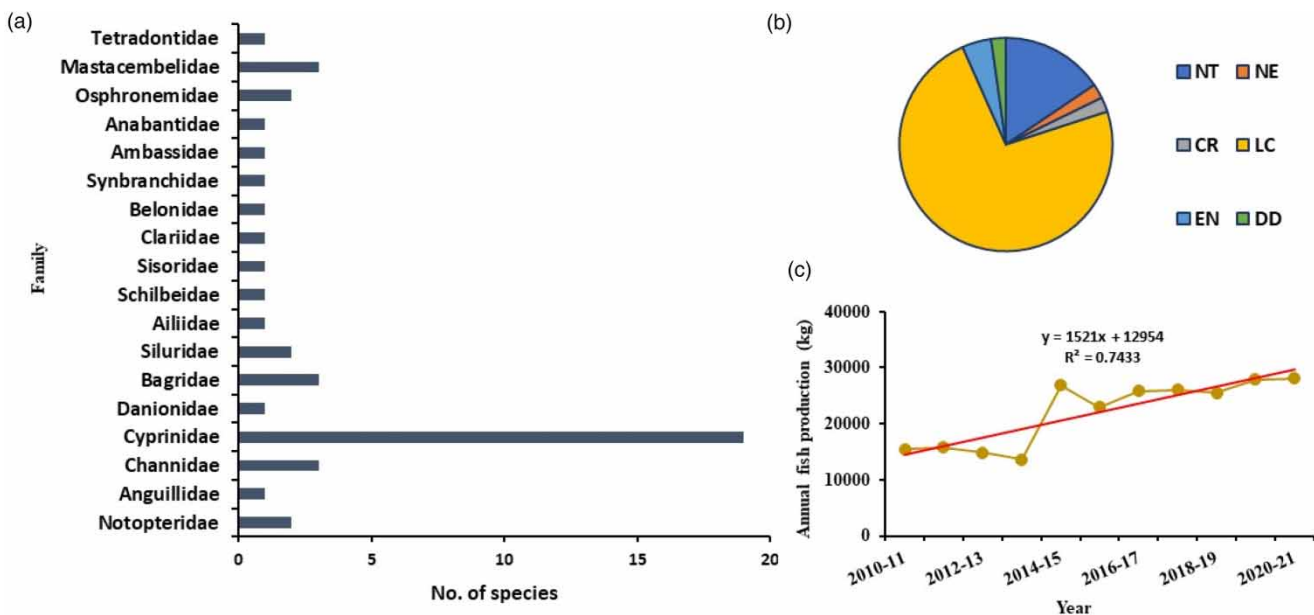 (a)
Tetradontidae
Mastacembelidae
Osphronemidae
Anabantidae
Ambassidae
Synbranchidae
Belonidae
Clariidae
Sisoridae
Schilbeidae
Ailiidae
Siluridae
Bagridae
Danionidae
Cyprinidae
Channidae
Anguillidae
Notopteridae
Family
0 5 10 15 20
No. of species
(b)
NT NE
CR LC
EN DD
(c)
40000
30000
20000
10000
0
Annual fish production (kg)
y = 1521x + 12954
R² = 0.7433
2010-11 2012-13 2014-15 2016-17 2018-19 2020-21
Year